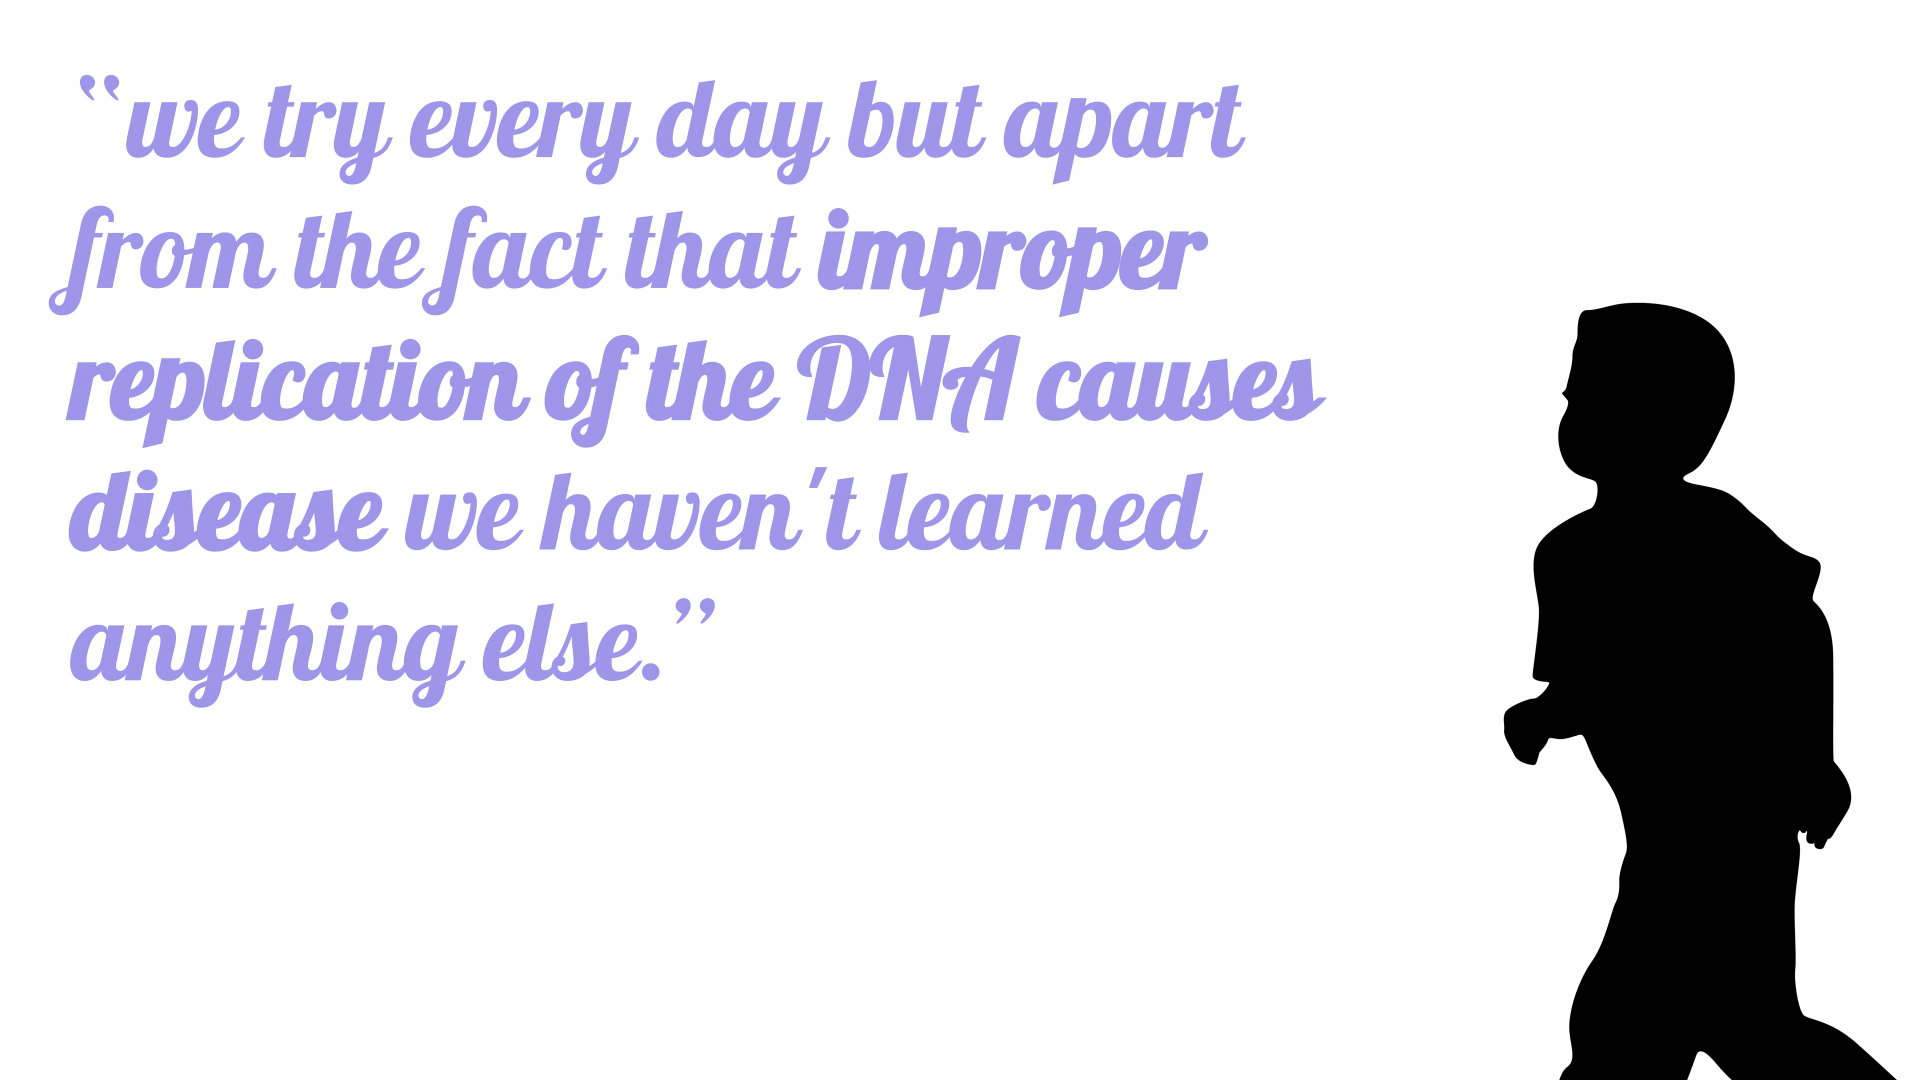 “we try every day but apart
from the fact that improper
replication of the DNA causes
disease we haven't learned
anything else.”